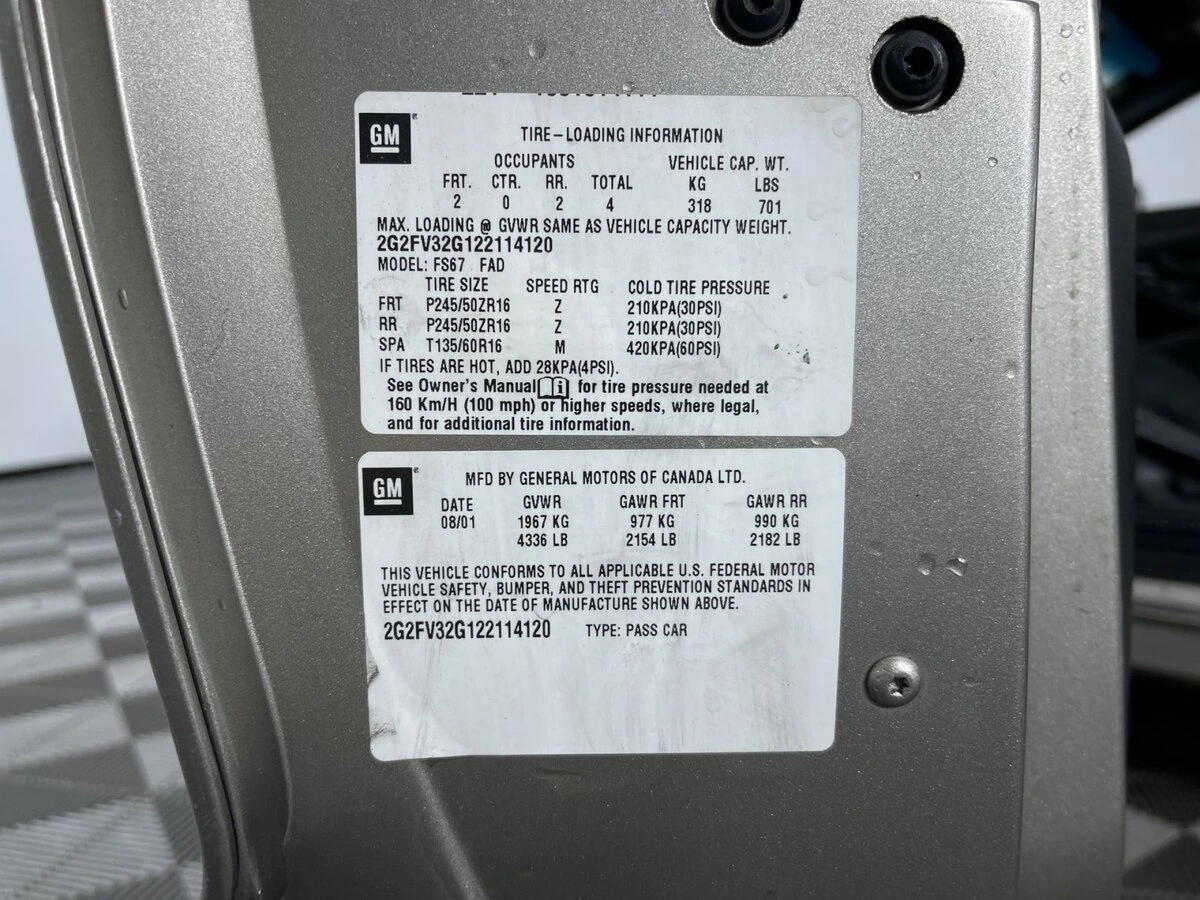 GM
TIRE-LOADING INFORMATION
OCCUPANTS VEHICLE CAP. WT.
FRT. CTR. RR. TOTAL KG LBS
2 0 2 4 318 701
MAX. LOADING @ GVWR SAME AS VEHICLE CAPACITY WEIGHT.
2G2FV32G122114120
MODEL: FS67 FAD
TIRE SIZE SPEED RTG COLD TIRE PRESSURE
FRT P245/50ZR16 Z 210KPA(30PSI)
RR P245/50ZR16 Z 210KPA(30PSI)
SPA T135/60R16 M 420KPA(60PSI)
IF TIRES ARE HOT, ADD 28KPA(4PSI).
See Owner's Manual i for tire pressure needed at
160 Km/H (100 mph) or higher speeds, where legal,
and for additional tire information.
GM
MFD BY GENERAL MOTORS OF CANADA LTD.
DATE GVWR GAWR FRT GAWR RR
08/01 1967 KG 977 KG 990 KG
4336 LB 2154 LB 2182 LB
THIS VEHICLE CONFORMS TO ALL APPLICABLE U.S. FEDERAL MOTOR
VEHICLE SAFETY, BUMPER, AND THEFT PREVENTION STANDARDS IN
EFFECT ON THE DATE OF MANUFACTURE SHOWN ABOVE.
2G2FV32G122114120 TYPE: PASS CAR